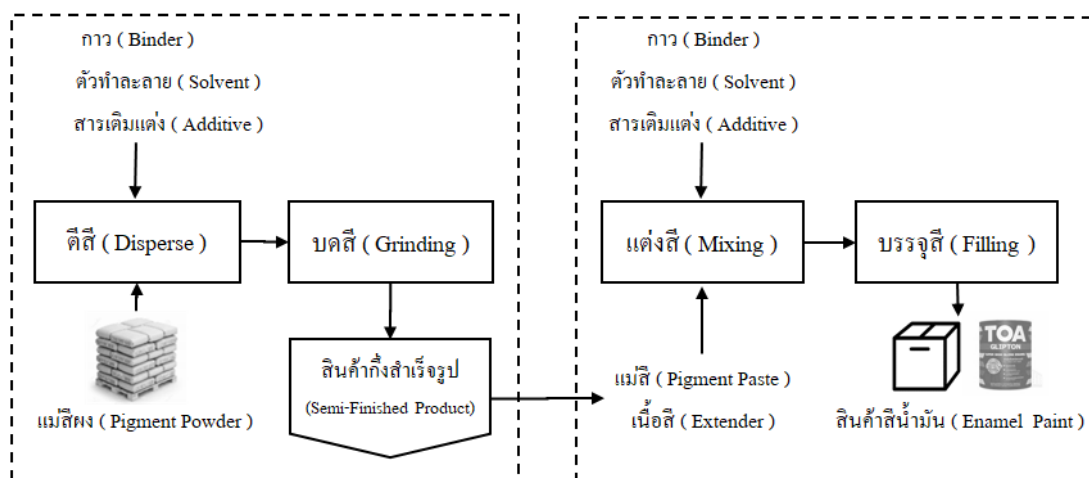 กาว ( Binder )
ตัวทำละลาย ( Solvent )
สารเติมแต่ง ( Additive )
ตีสี ( Disperse )
บดสี ( Grinding )
แม่สีผง ( Pigment Powder )
สินค้ากึ่งสำเร็จรูป
(Semi-Finished Product)
กาว ( Binder )
ตัวทำละลาย ( Solvent )
สารเติมแต่ง ( Additive )
แต่งสี ( Mixing )
บรรจุสี ( Filling )
แม่สี ( Pigment Paste )
เนื้อสี ( Extender )
TOA
GLIPTON
สินค้าสีน้ำมัน ( Enamel Paint )